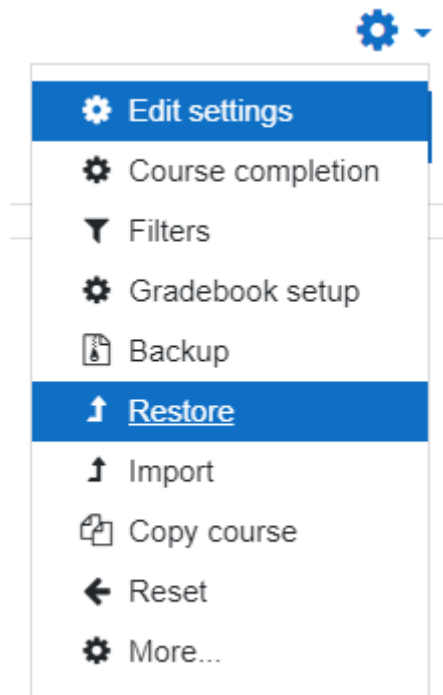 Edit settings
Course completion
Filters
Gradebook setup
Backup
Restore
Import
Copy course
Reset
More...